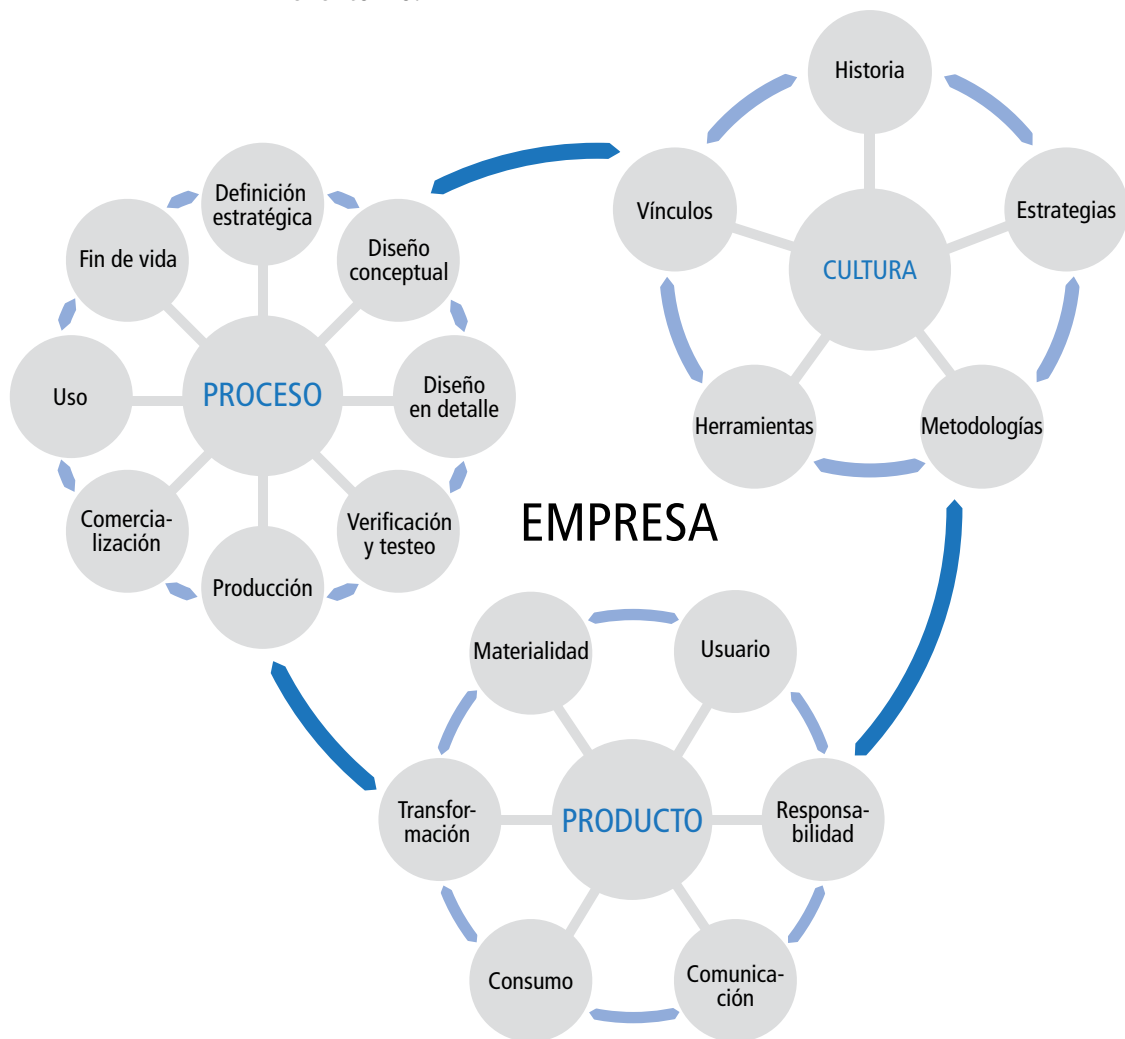 Historia
Vínculos
Estrategias
CULTURA
Herramientas
Metodologías
Definición
estratégica
Diseño
conceptual
Fin de vida
Uso
PROCESO
Diseño
en detalle
Comercia-
lización
Verificación
y testeo
Producción
EMPRESA
Materialidad
Usuario
Transfor-
mación
PRODUCTO
Responsa-
bilidad
Consumo
Comunica-
ción